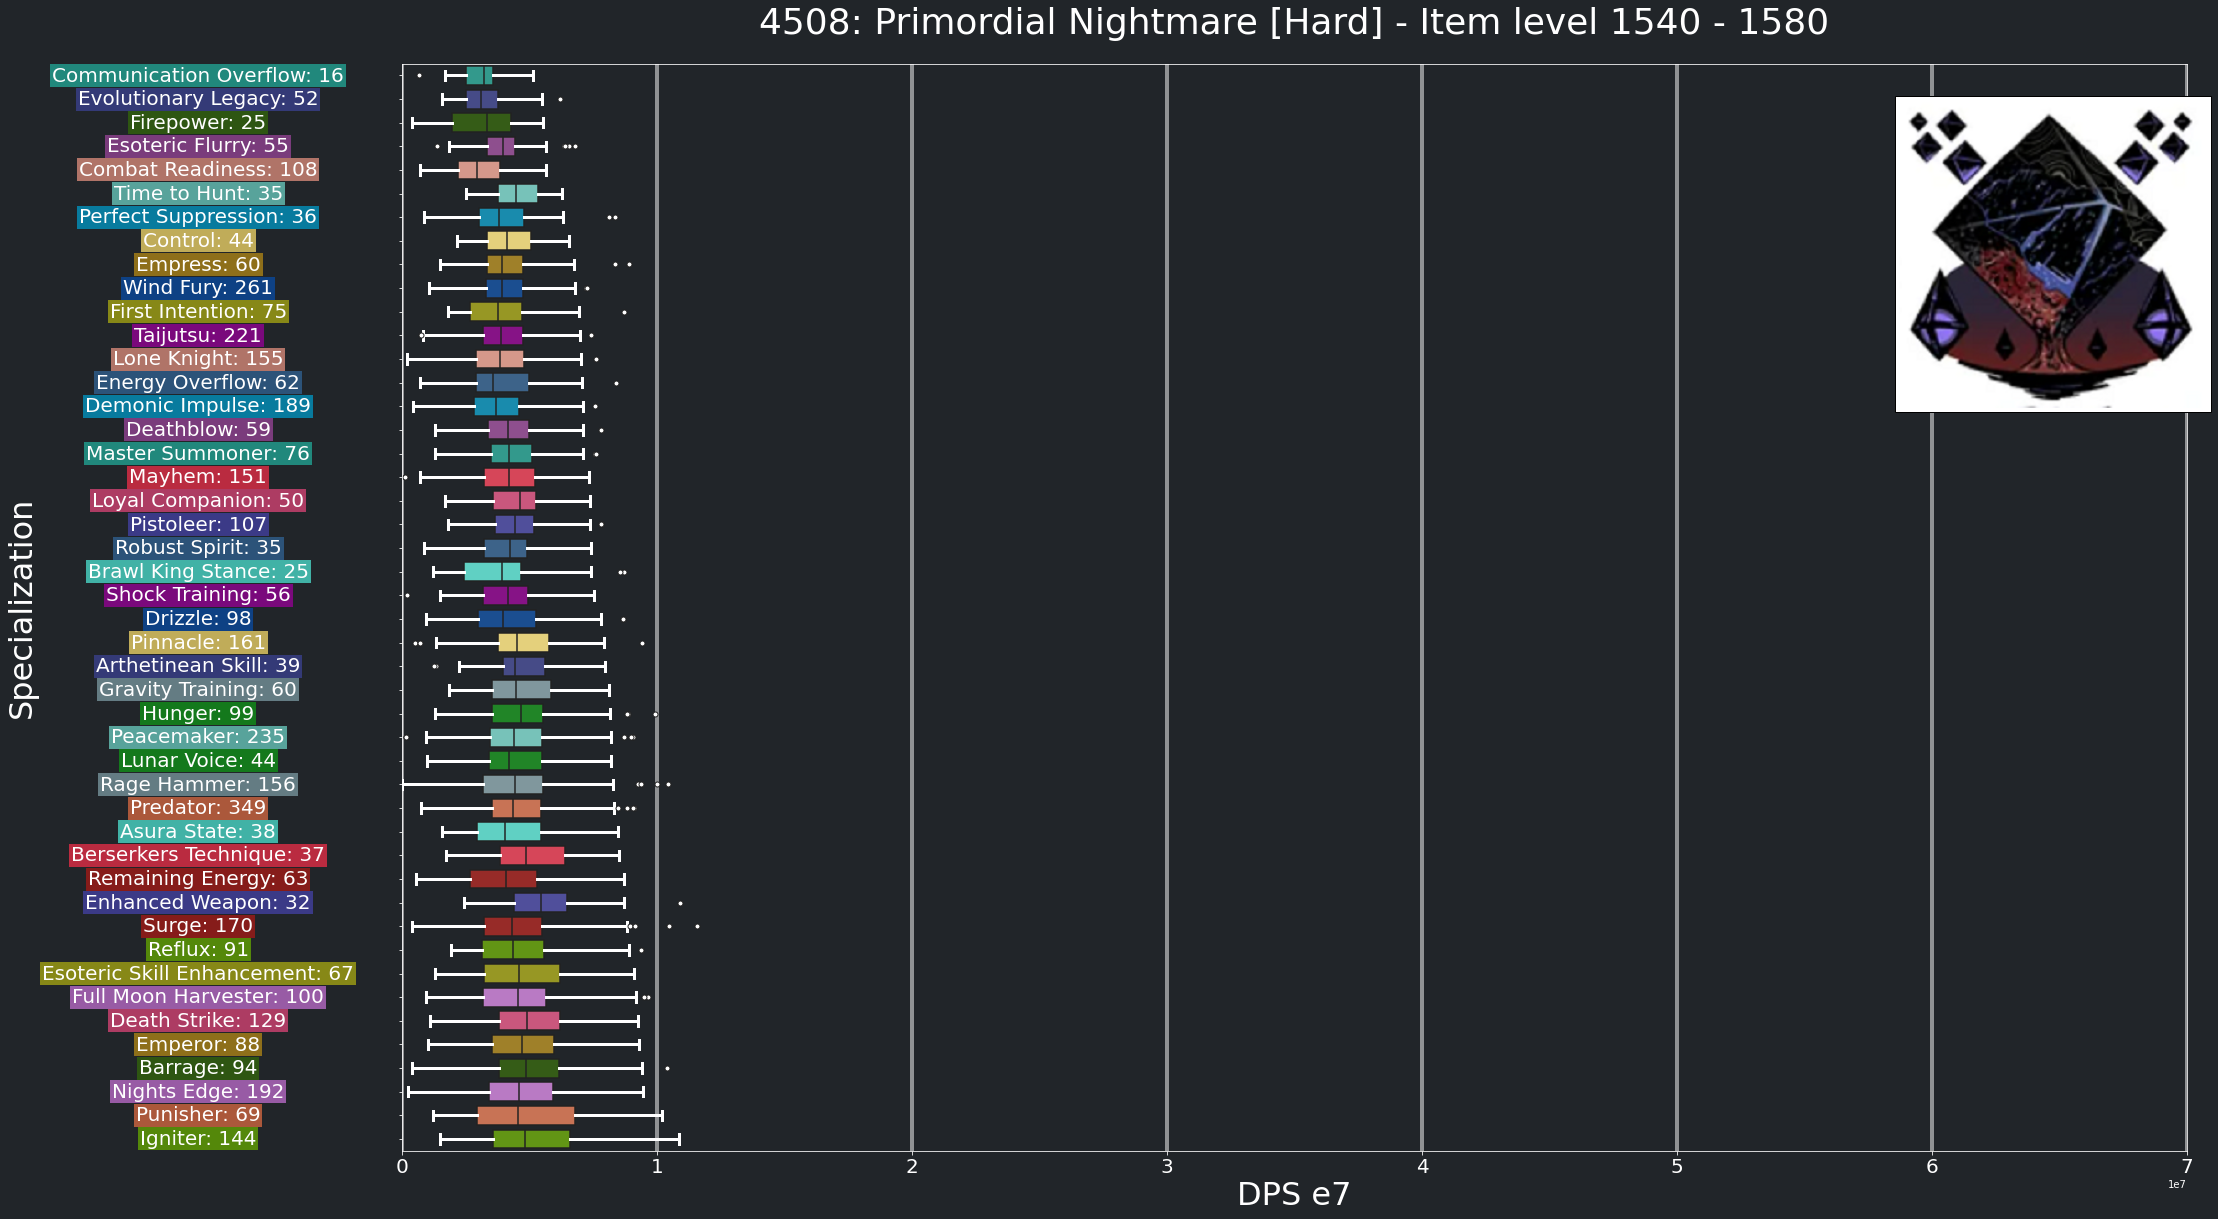 4508: Primordial Nightmare [Hard] - Item level 1540 - 1580
Communication Overflow: 16
Evolutionary Legacy: 52
Firepower: 25
Esoteric Flurry: 55
Combat Readiness: 108
Time to Hunt: 35
Perfect Suppression: 36
Control: 44
Empress: 60
Wind Fury: 261
First Intention: 75
Taijutsu: 221
Lone Knight: 155
Energy Overflow: 62
Demonic Impulse: 189
Deathblow: 59
Master Summoner: 76
Mayhem: 151
Loyal Companion: 50
Pistoleer: 107
Robust Spirit: 35
Brawl King Stance: 25
Shock Training: 56
Drizzle: 98
Pinnacle: 161
Arthetinean Skill: 39
Gravity Training: 60
Hunger: 99
Peacemaker: 235
Lunar Voice: 44
Rage Hammer: 156
Predator: 349
Asura State: 38
Berserkers Technique: 37
Remaining Energy: 63
Enhanced Weapon: 32
Surge: 170
Reflux: 91
Esoteric Skill Enhancement: 67
Full Moon Harvester: 100
Death Strike: 129
Emperor: 88
Barrage: 94
Nights Edge: 192
Punisher: 69
Igniter: 144
Specialization
0 1 2 3 4 5 6 7
1e7
DPS e7